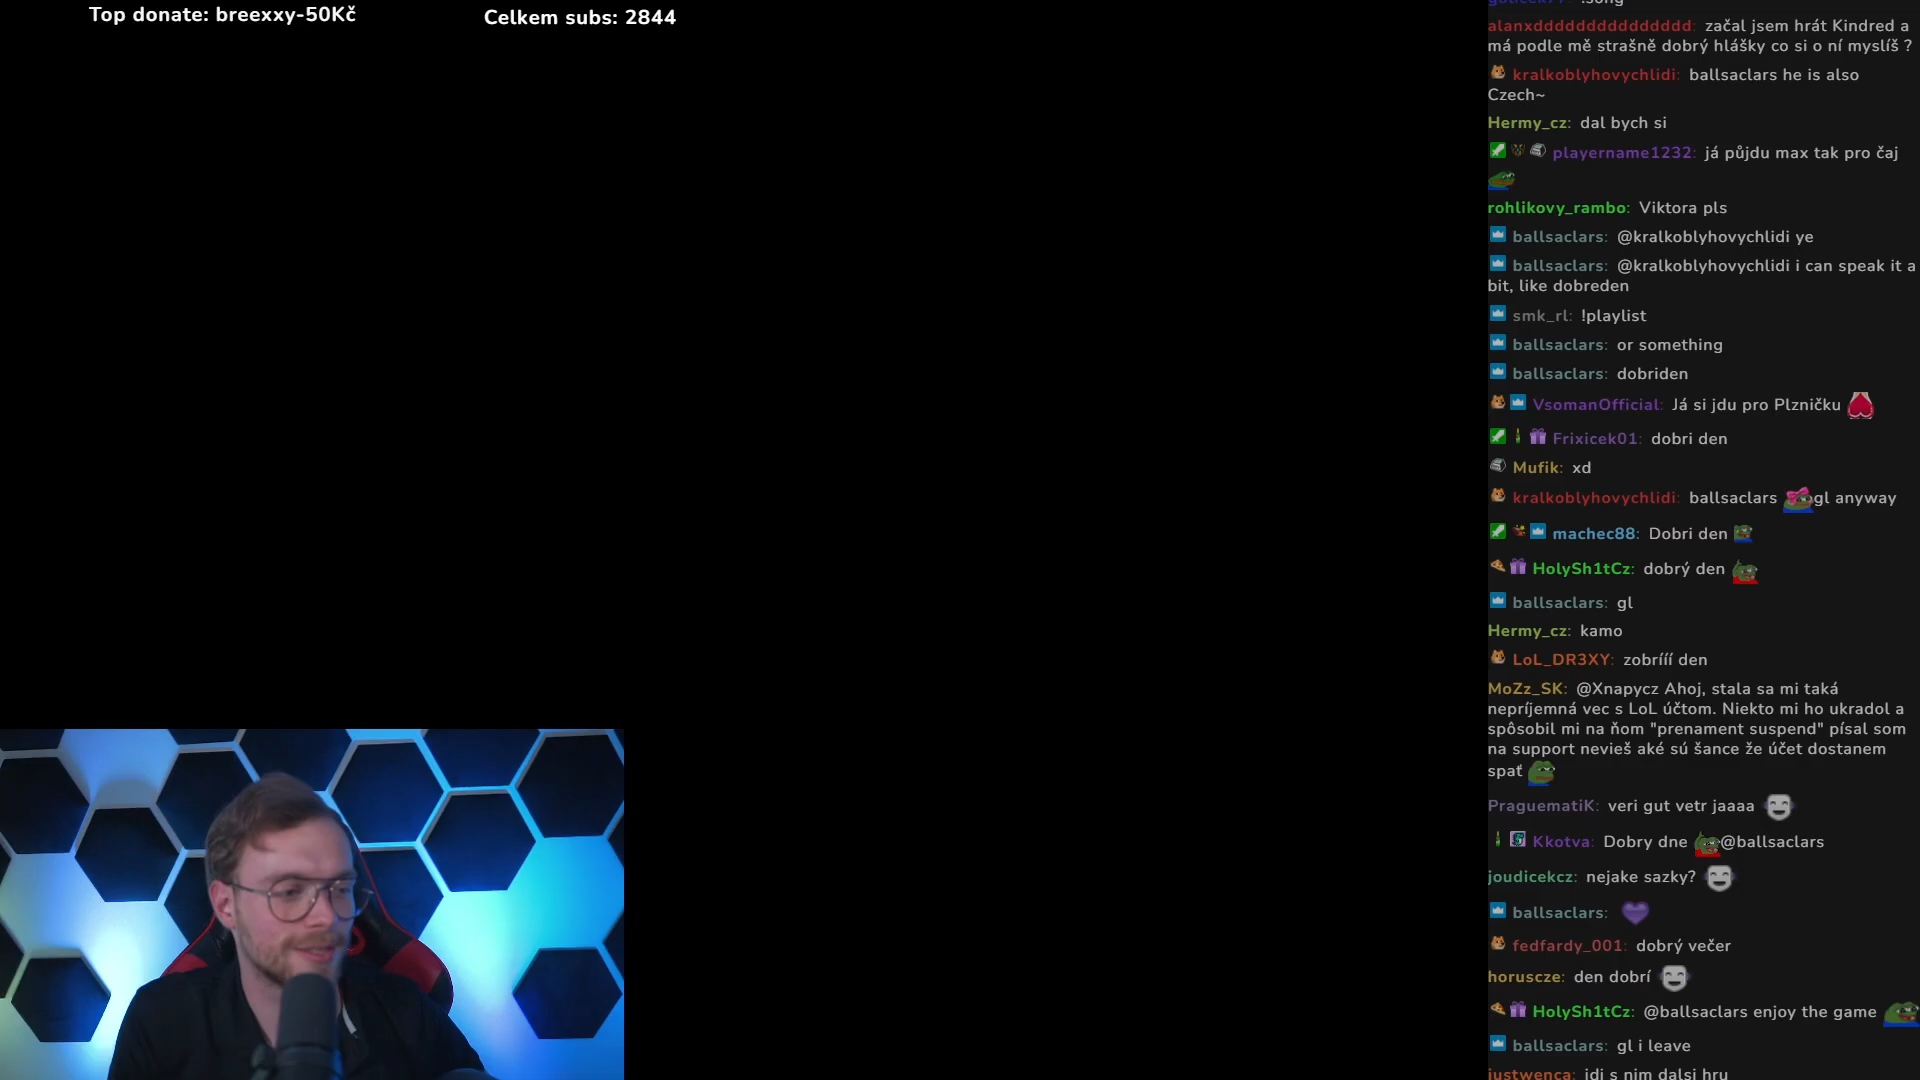 Top donate: breexxy-50Kč
Celkem subs: 2844
alanxddddddddddddddd: začal jsem hrát Kindred a
má podle mě strašně dobrý hlášky co si o ní myslíš ?
kralkoblyhovychlidi: ballsaclars he is also
Czech~
Hermy_cz: dal bych si
playername1232: já půjdu max tak pro čaj
rohlikovy_rambo: Viktora pls
ballsaclars: @kralkoblyhovychlidi ye
ballsaclars: @kralkoblyhovychlidi i can speak it a
bit, like dobreden
smk_rl: !playlist
ballsaclars: or something
ballsaclars: dobriden
VsomanOfficial: Já si jdu pro Plzničku
Frixicek01: dobri den
Mufik: xd
kralkoblyhovychlidi: ballsaclars gl anyway
machec88: Dobri den
HolySh1tCz: dobrý den
ballsaclars: gl
Hermy_cz: kamo
LoL_DR3XY: zobrííí den
MoZz_SK: @Xnapycz Ahoj, stala sa mi taká
nepríjemná vec s LoL účtom. Niekto mi ho ukradol a
spôsobil mi na ňom "prenament suspend" písal som
na support nevieš aké sú šance že účet dostanem
spať
PraguematiK: veri gut vetr jaaaa
Kkotva: Dobry dne @ballsaclars
joudicekcz: nejake sazky?
ballsaclars:
fedfardy_001: dobrý večer
horuscze: den dobrí
HolySh1tCz: @ballsaclars enjoy the game
ballsaclars: gl i leave
justwenca: jdi s nim dalsi hru